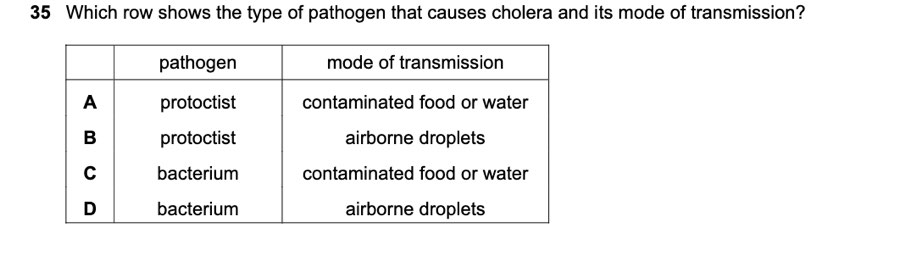 35 Which row shows the type of pathogen that causes cholera and its mode of transmission?
pathogen mode of transmission
A protoctist contaminated food or water
B protoctist airborne droplets
C bacterium contaminated food or water
D bacterium airborne droplets